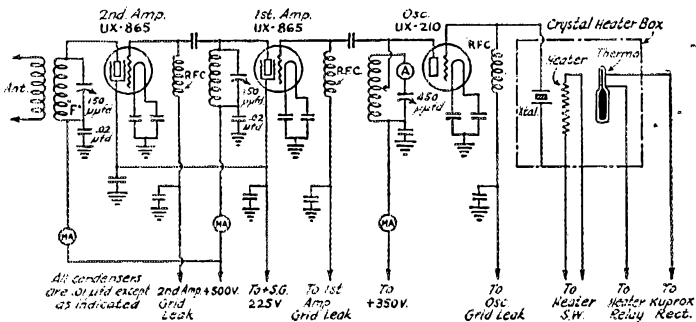 2nd. Amp.
UX-865
1st. Amp.
UX-865
Osc.
UX-210
Crystal Heater Box
RFC
Heater
Thermo
Ant.
F
150
μμfd
.02
μfd
RFC
150
μμfd
.02
μfd
RFC
A
450
μμfd
Xtal.
MA
MA
MA
All condensers
are .01 μfd except
as indicated
2nd Amp.
Grid
Leak
+500V.
To+S.G.
225V
To 1st
Amp
Grid Leak
To
+350V.
To
Osc.
Grid Leak
To
Heater
S.W.
To
Heater
Relay
To
Kuprox
Rect.